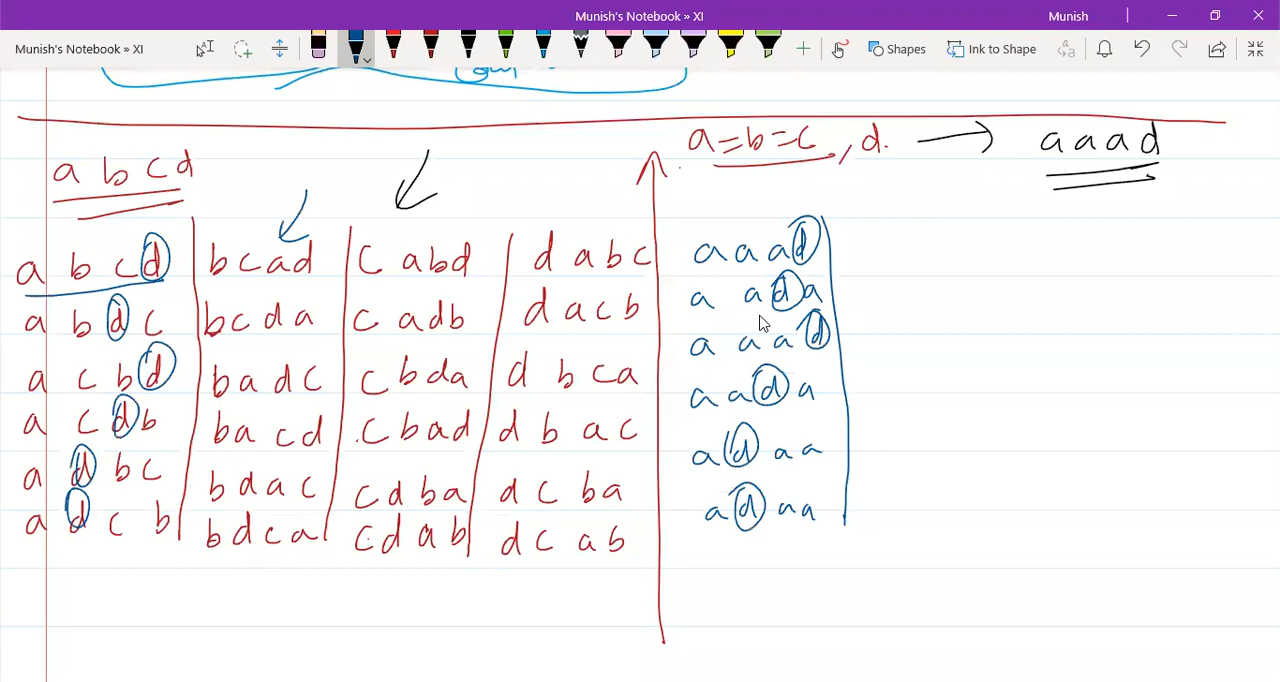 Munish's Notebook » XI
Munish
Munish's Notebook » XI
Shapes
Ink to Shape
a b c d
a = b = c , d. → a a a d
a b c d
a b d c
a c b d
a c d b
a d b c
a d c b
b c a d
b c d a
b a d c
b a c d
b d a c
b d c a
c a b d
c a d b
c b d a
c b a d
c d b a
c d a b
d a b c
d a c b
d b c a
d b a c
d c b a
d c a b
a a a d
a a d a
a a a d
a a d a
a d a a
a d a a